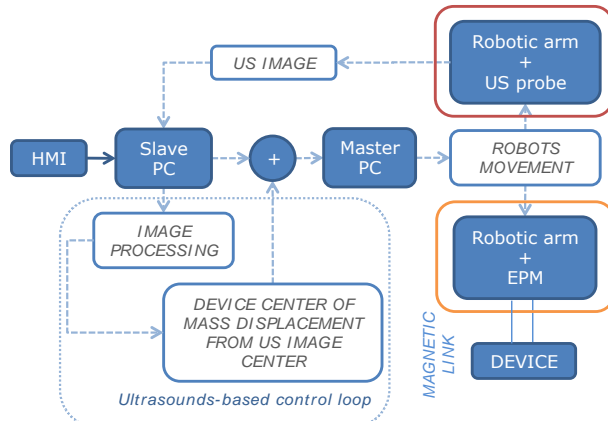 US IMAGE
Robotic arm
+
US probe
HMI
Slave
PC
+
Master
PC
ROBOTS
MOVEMENT
IMAGE
PROCESSING
DEVICE CENTER OF
MASS DISPLACEMENT
FROM US IMAGE
CENTER
Ultrasounds-based control loop
Robotic arm
+
EPM
MAGNETIC
LINK
DEVICE